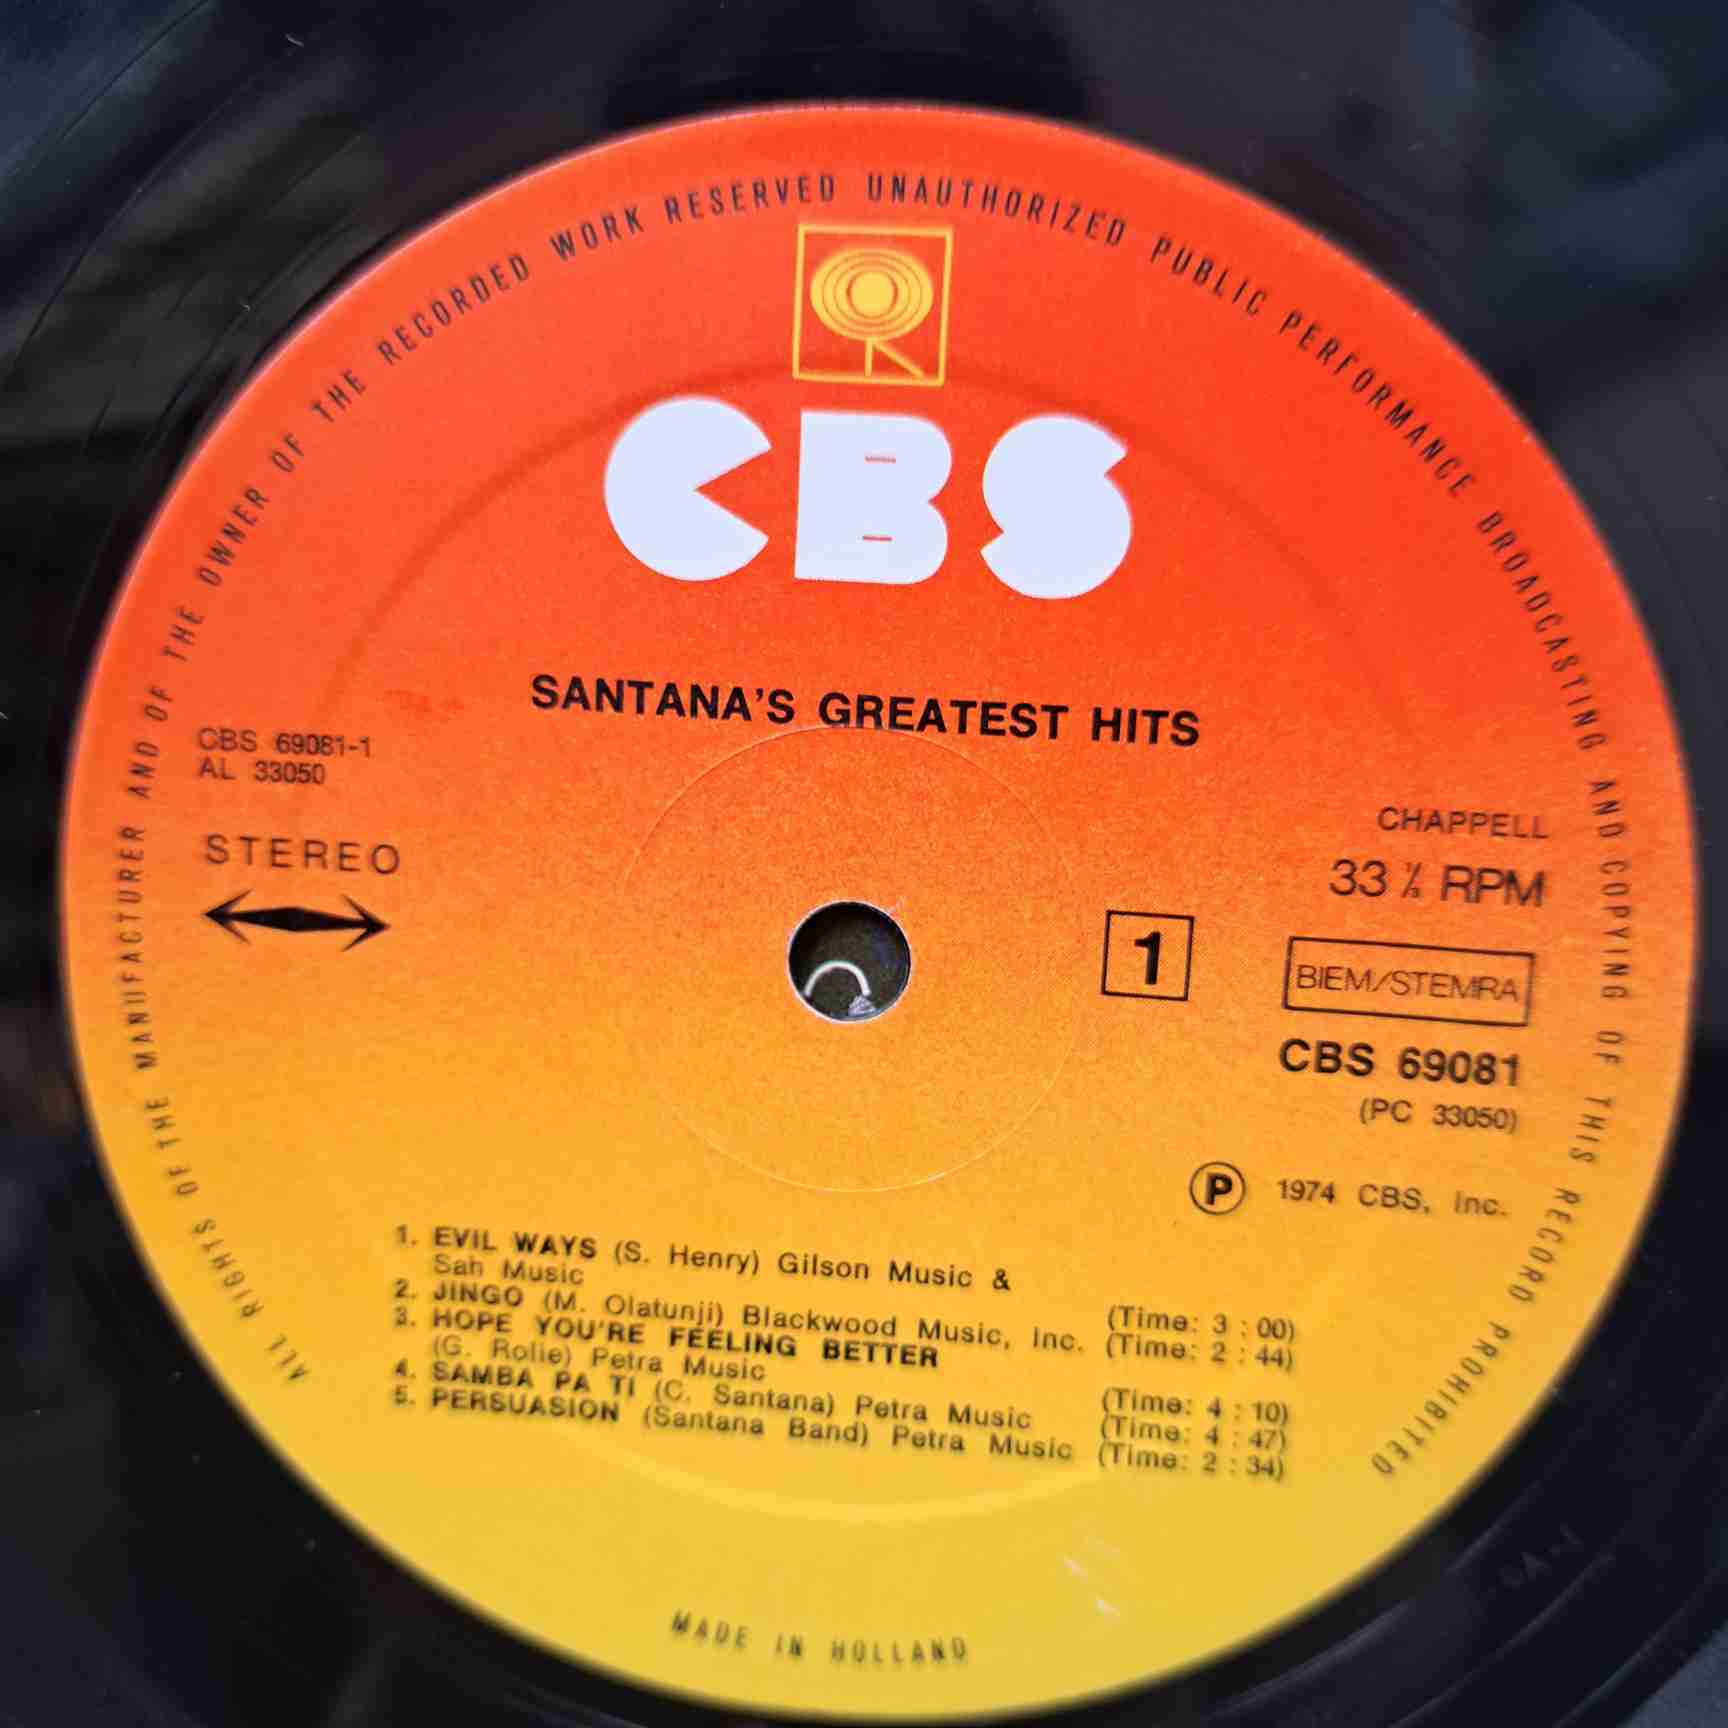 ALL RIGHTS OF THE MANUFACTURER AND OF THE OWNER OF THE RECORDED WORK RESERVED UNAUTHORIZED PUBLIC PERFORMANCE BROADCASTING AND COPYING OF THIS RECORD PROHIBITED
CBS
SANTANA'S GREATEST HITS
CBS 69081-1
AL 33050
STEREO
CHAPPELL
33 ⅓ RPM
1
BIEM/STEMRA
CBS 69081
(PC 33050)
Ⓟ 1974 CBS, Inc.
1. EVIL WAYS (S. Henry) Gilson Music &
Sah Music (Time: 3 : 00)
2. JINGO (M. Olatunji) Blackwood Music, Inc. (Time: 2 : 44)
3. HOPE YOU'RE FEELING BETTER
(G. Rolie) Petra Music (Time: 4 : 10)
4. SAMBA PA TI (C. Santana) Petra Music (Time: 4 : 47)
5. PERSUASION (Santana Band) Petra Music (Time: 2 : 34)
MADE IN HOLLAND